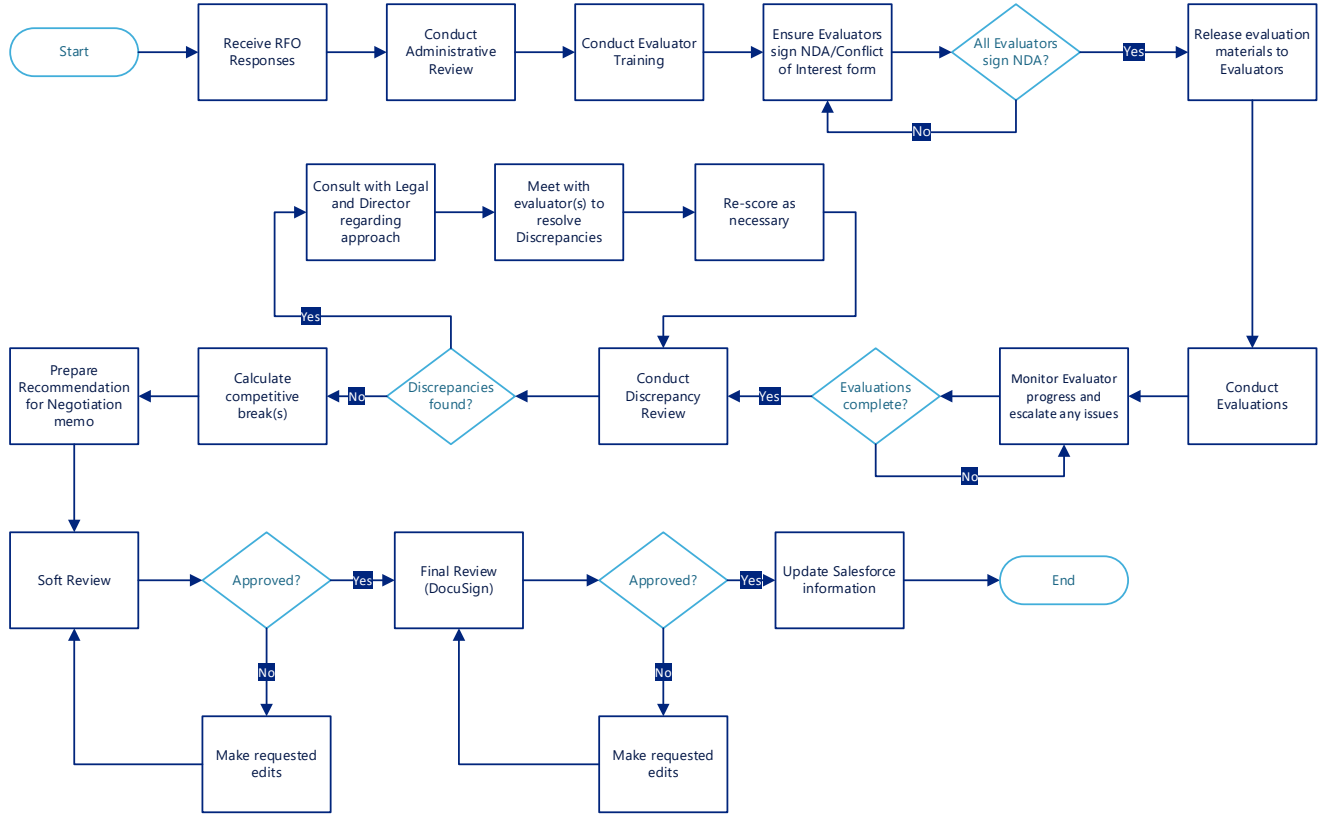 Start
Receive RFO
Responses
Conduct
Administrative
Review
Conduct Evaluator
Training
Ensure Evaluators
sign NDA/Conflict
of Interest form
All Evaluators
sign NDA?
Yes
Release evaluation
materials to
Evaluators
No
Consult with Legal
and Director
regarding
approach
Meet with
evaluator(s) to
resolve
Discrepancies
Re-score as
necessary
Yes
Prepare
Recommendation
for Negotiation
memo
Calculate
competitive
break(s)
No
Discrepancies
found?
Conduct
Discrepancy
Review
Yes
Evaluations
complete?
Monitor Evaluator
progress and
escalate any issues
Conduct
Evaluations
No
Soft Review
Approved?
Yes
Final Review
(DocuSign)
Approved?
Yes
Update Salesforce
information
End
No
No
Make requested
edits
Make requested
edits